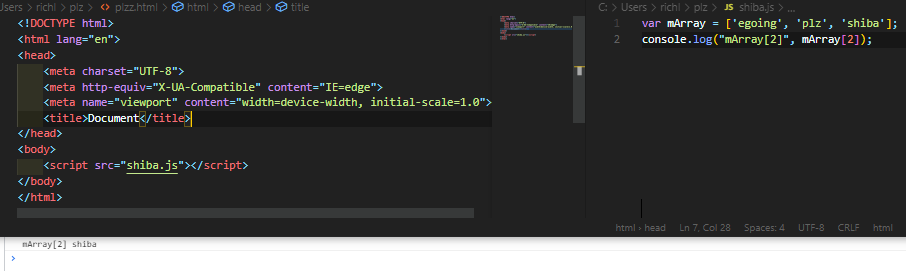 Users > richl > plz > plzz.html > html > head > title
<!DOCTYPE html>
<html lang="en">
<head>
<meta charset="UTF-8">
<meta http-equiv="X-UA-Compatible" content="IE=edge">
<meta name="viewport" content="width=device-width, initial-scale=1.0">
<title>Document</title>
</head>
<body>
<script src="shiba.js"></script>
</body>
</html>
C: > Users > richl > plz > JS shiba.js > ...
1 var mArray = ['egoing', 'plz', 'shiba'];
2 console.log("mArray[2]", mArray[2]);
html › head Ln 7, Col 28 Spaces: 4 UTF-8 CRLF html
mArray[2] shiba
>